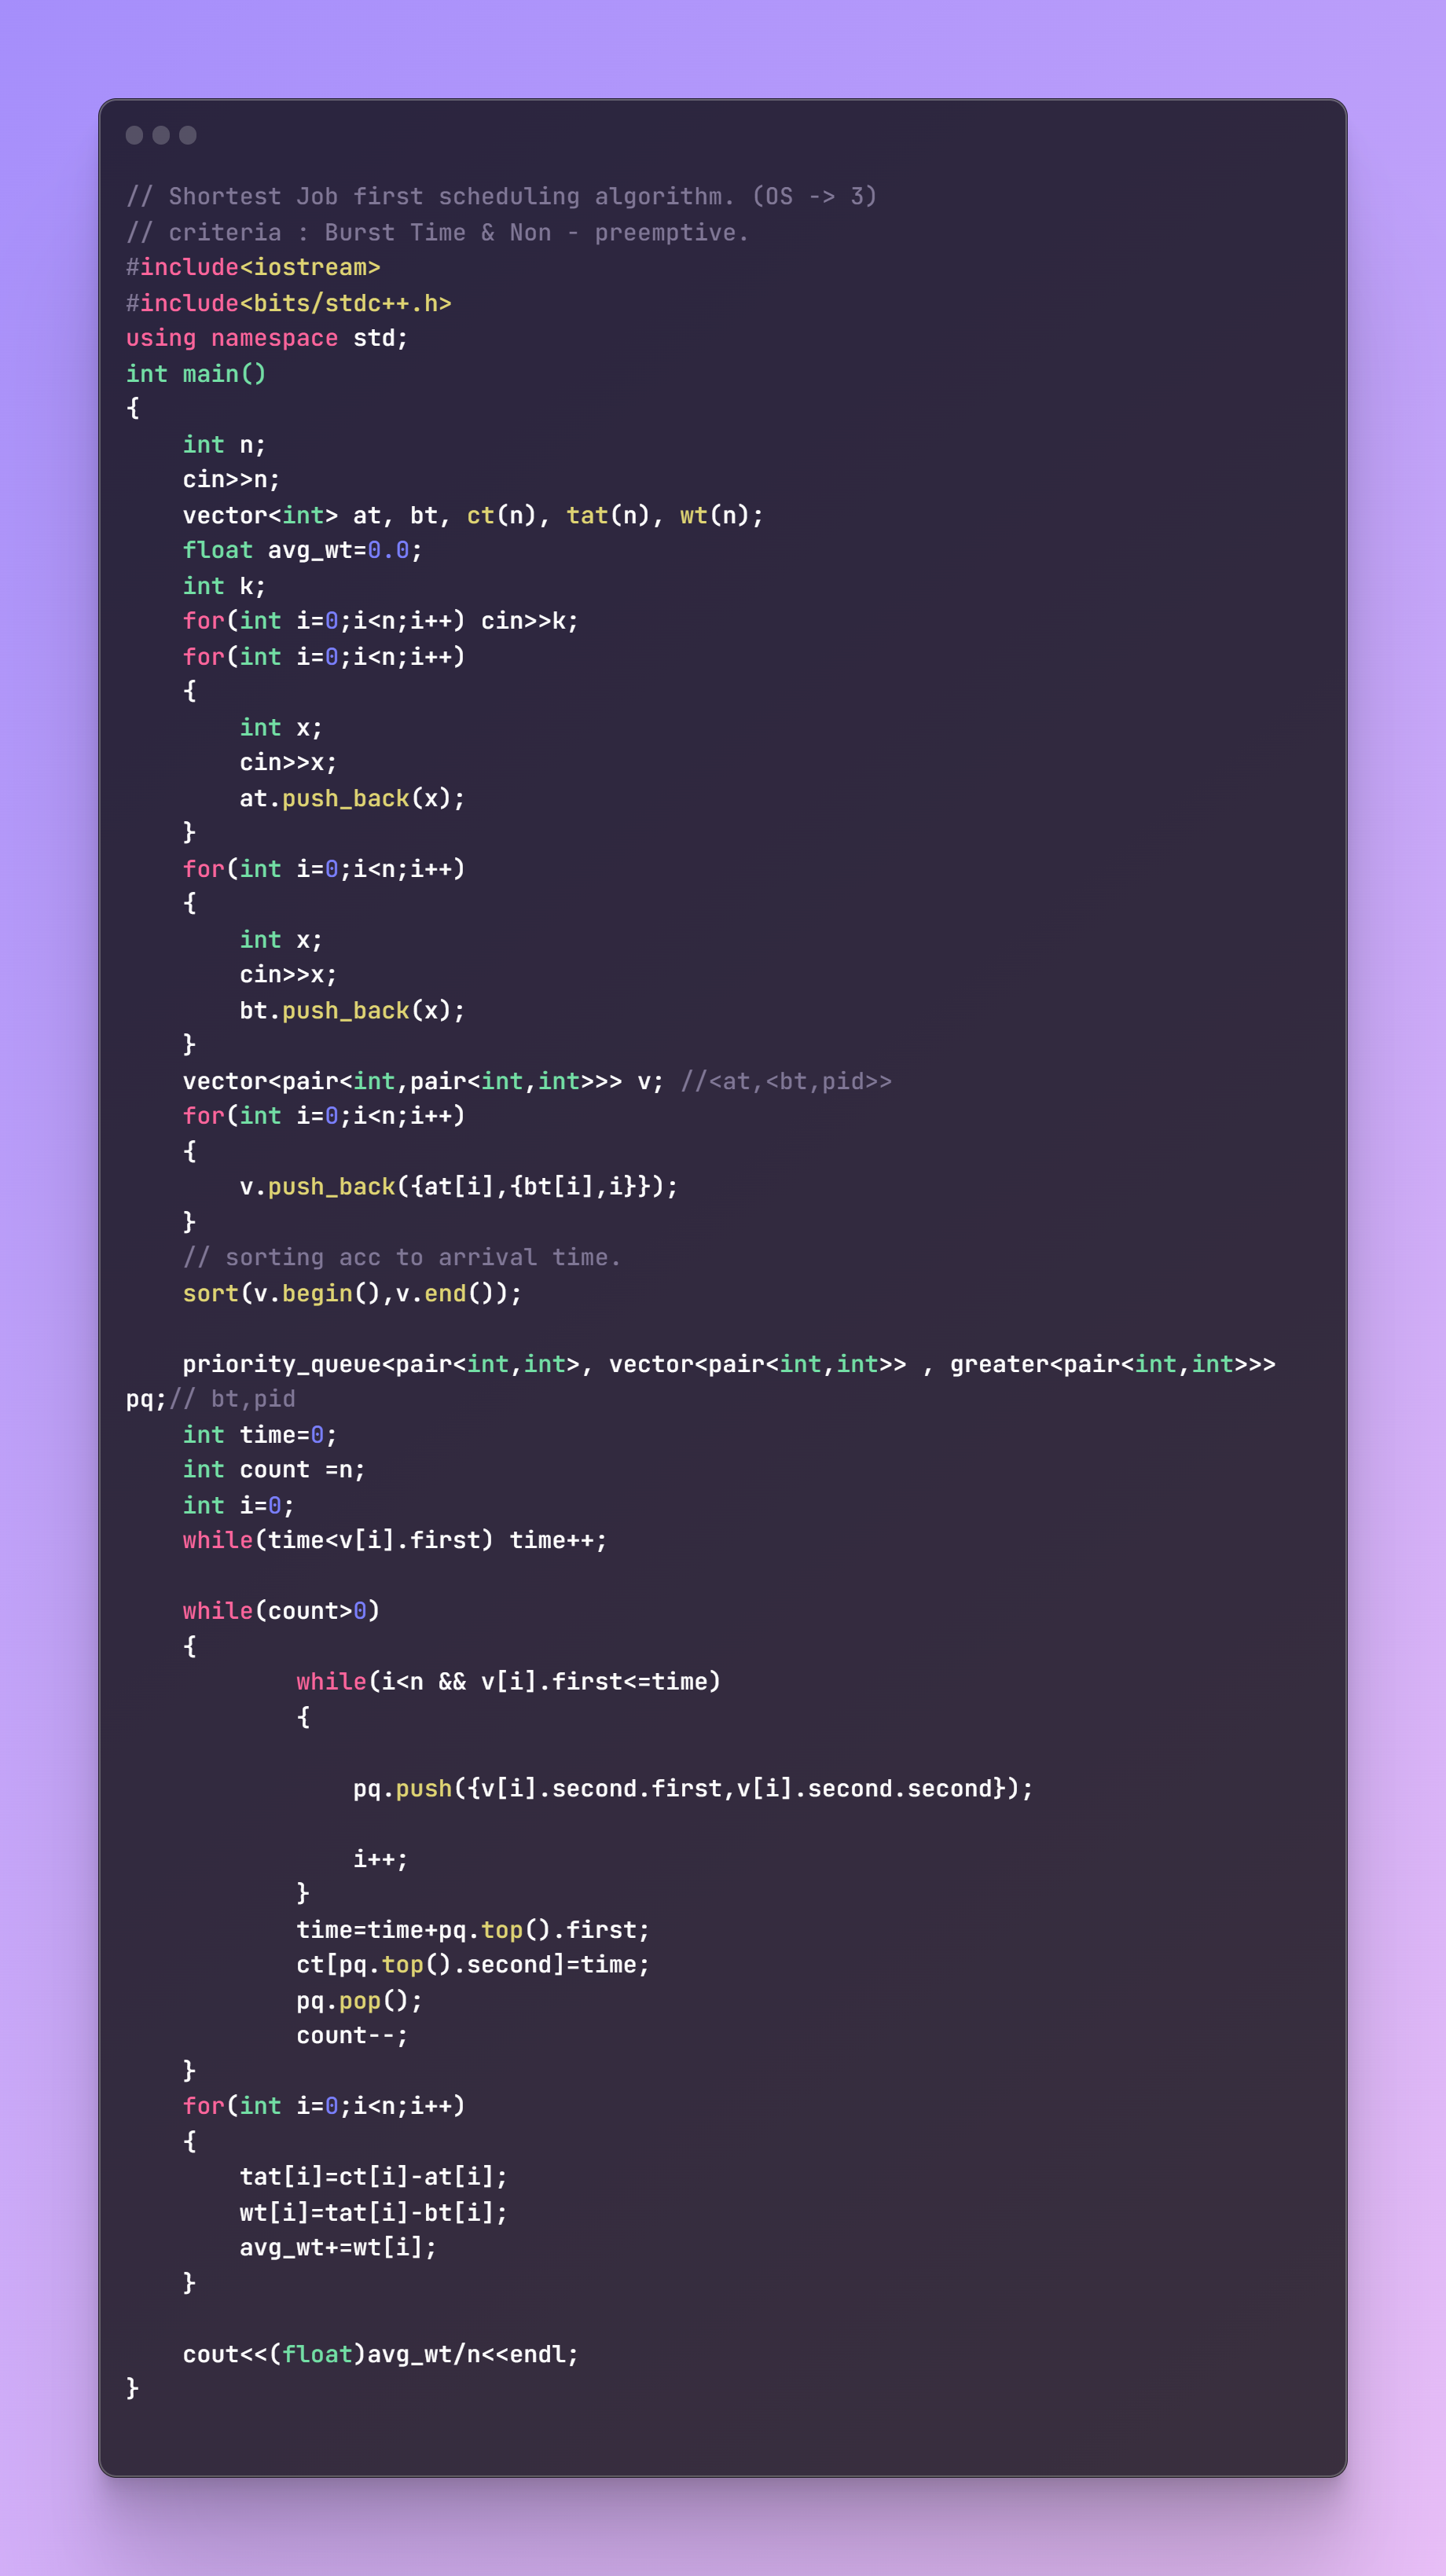 // Shortest Job first scheduling algorithm. (OS -> 3)
// criteria : Burst Time & Non - preemptive.
#include<iostream>
#include<bits/stdc++.h>
using namespace std;
int main()
{
    int n;
    cin>>n;
    vector<int> at, bt, ct(n), tat(n), wt(n);
    float avg_wt=0.0;
    int k;
    for(int i=0;i<n;i++) cin>>k;
    for(int i=0;i<n;i++)
    {
        int x;
        cin>>x;
        at.push_back(x);
    }
    for(int i=0;i<n;i++)
    {
        int x;
        cin>>x;
        bt.push_back(x);
    }
    vector<pair<int,pair<int,int>>> v; //<at,<bt,pid>>
    for(int i=0;i<n;i++)
    {
        v.push_back({at[i],{bt[i],i}});
    }
    // sorting acc to arrival time.
    sort(v.begin(),v.end());

    priority_queue<pair<int,int>, vector<pair<int,int>> , greater<pair<int,int>>>
pq;// bt,pid
    int time=0;
    int count =n;
    int i=0;
    while(time<v[i].first) time++;

    while(count>0)
    {
            while(i<n && v[i].first<=time)
            {

                pq.push({v[i].second.first,v[i].second.second});

                i++;
            }
            time=time+pq.top().first;
            ct[pq.top().second]=time;
            pq.pop();
            count--;
    }
    for(int i=0;i<n;i++)
    {
        tat[i]=ct[i]-at[i];
        wt[i]=tat[i]-bt[i];
        avg_wt+=wt[i];
    }

    cout<<(float)avg_wt/n<<endl;
}